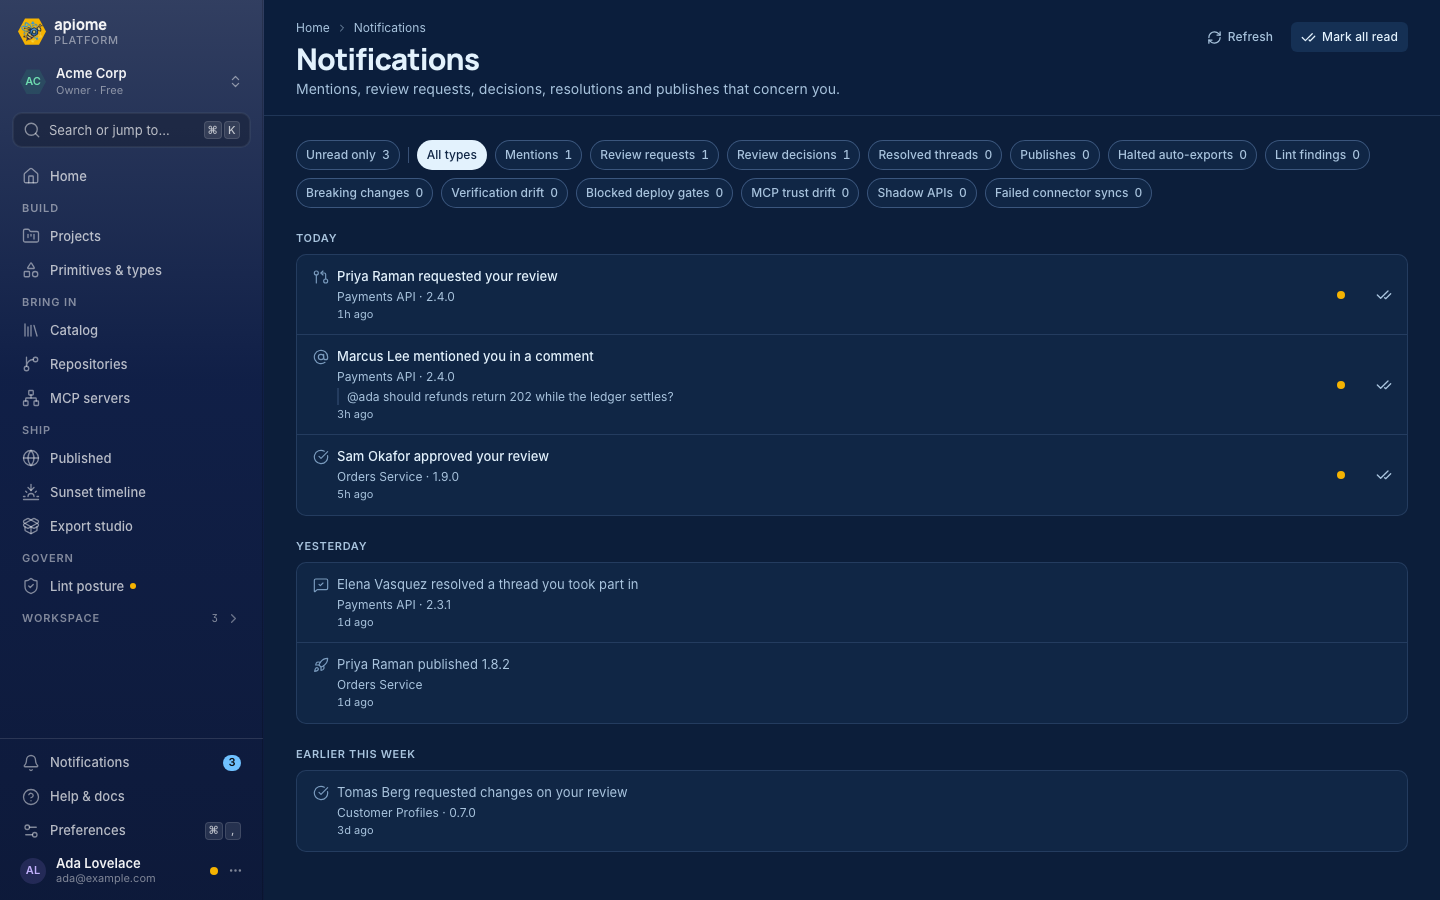 apiome
PLATFORM
AC
Acme Corp
Owner · Free
Search or jump to...
⌘ K
Home
BUILD
Projects
Primitives & types
BRING IN
Catalog
Repositories
MCP servers
SHIP
Published
Sunset timeline
Export studio
GOVERN
Lint posture
WORKSPACE 3
Notifications 3
Help & docs
Preferences ⌘ ,
AL
Ada Lovelace
ada@example.com
Home Notifications
Notifications
Mentions, review requests, decisions, resolutions and publishes that concern you.
Refresh
Mark all read
Unread only 3 All types Mentions 1 Review requests 1 Review decisions 1 Resolved threads 0 Publishes 0 Halted auto-exports 0 Lint findings 0
Breaking changes 0 Verification drift 0 Blocked deploy gates 0 MCP trust drift 0 Shadow APIs 0 Failed connector syncs 0
TODAY
Priya Raman requested your review
Payments API · 2.4.0
1h ago
Marcus Lee mentioned you in a comment
Payments API · 2.4.0
@ada should refunds return 202 while the ledger settles?
3h ago
Sam Okafor approved your review
Orders Service · 1.9.0
5h ago
YESTERDAY
Elena Vasquez resolved a thread you took part in
Payments API · 2.3.1
1d ago
Priya Raman published 1.8.2
Orders Service
1d ago
EARLIER THIS WEEK
Tomas Berg requested changes on your review
Customer Profiles · 0.7.0
3d ago